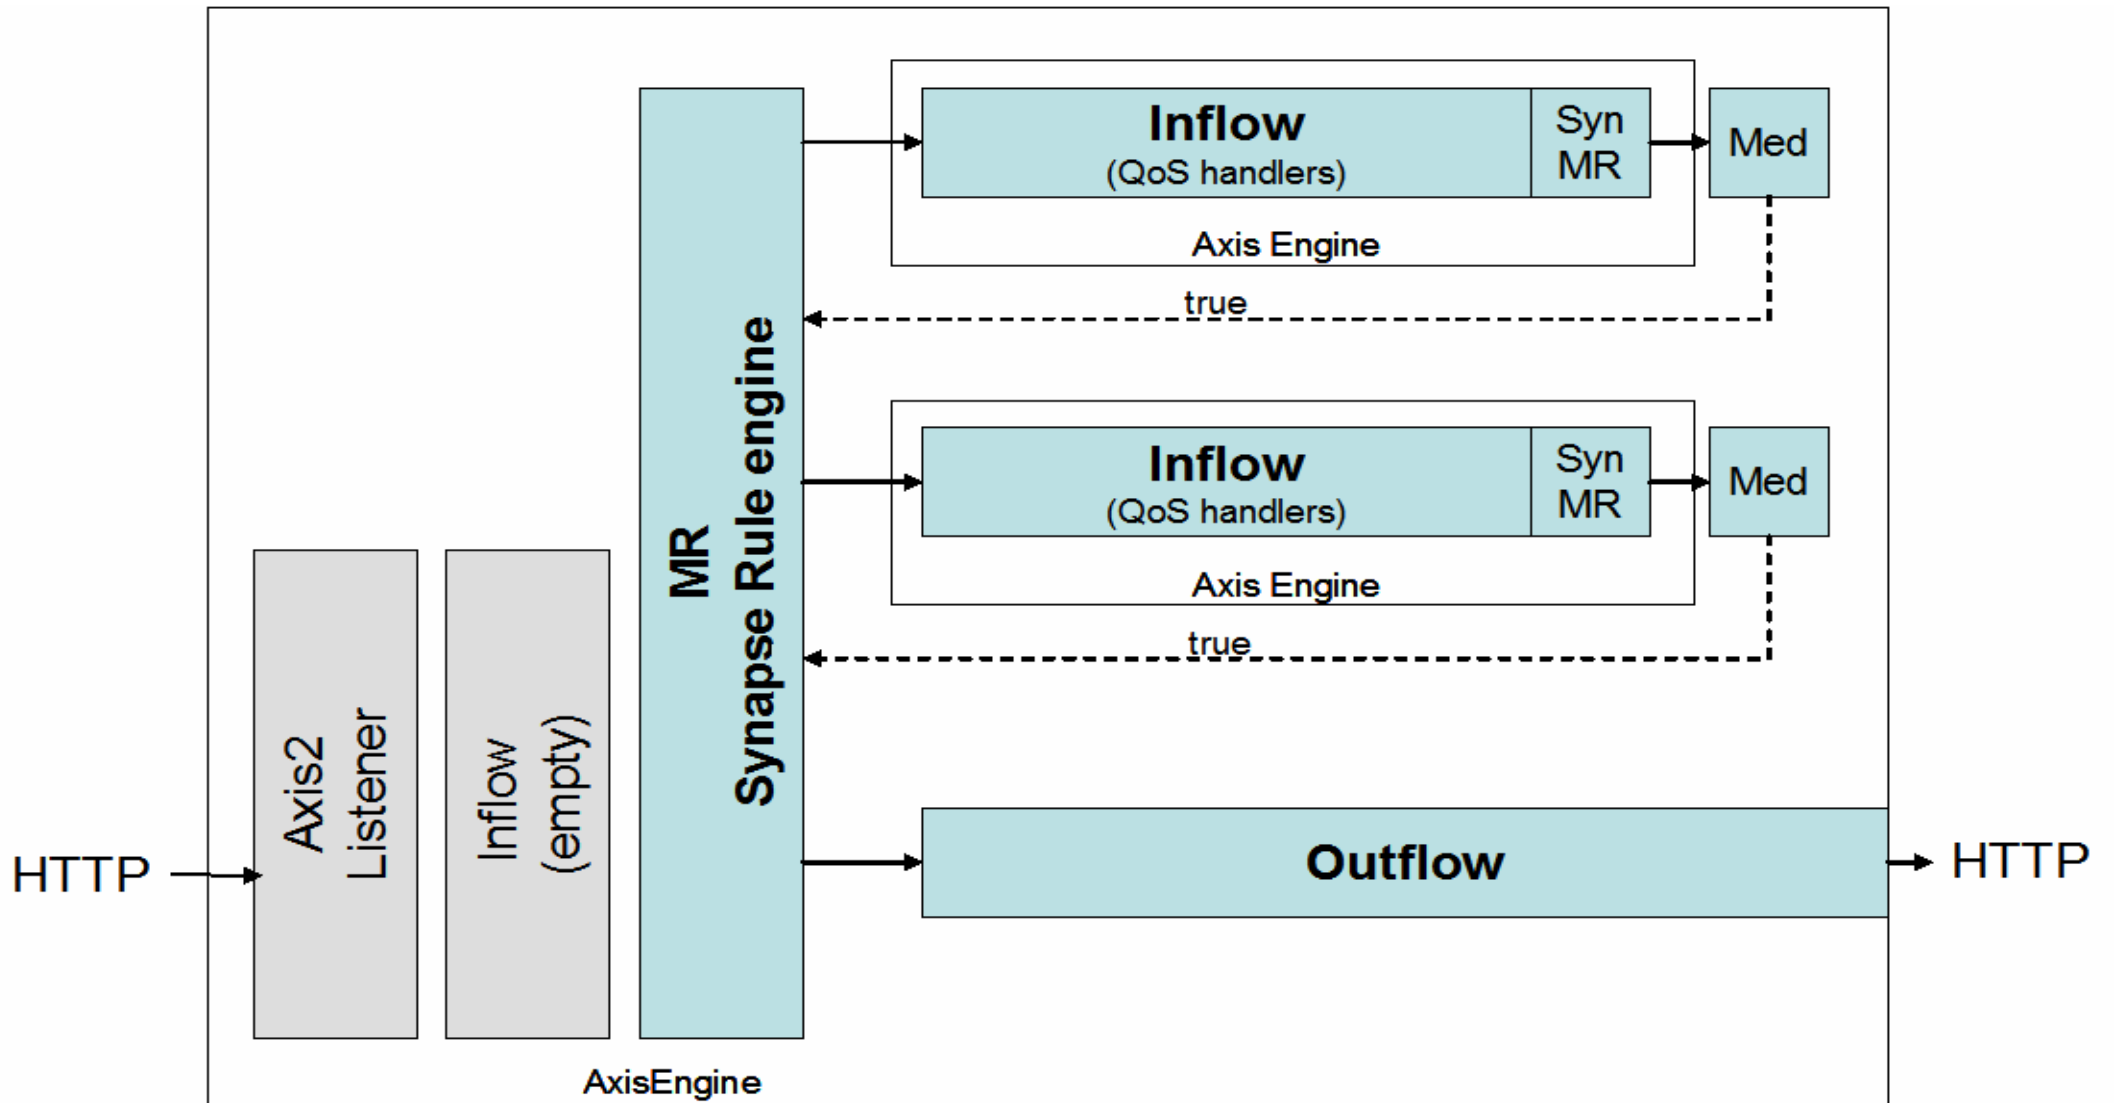 Inflow
(QoS handlers)
Syn
MR
Med
Axis Engine
true
Inflow
(QoS handlers)
Syn
MR
Med
Axis Engine
true
MR
Synapse Rule engine
Axis2
Listener
Inflow
(empty)
HTTP
Outflow
HTTP
AxisEngine